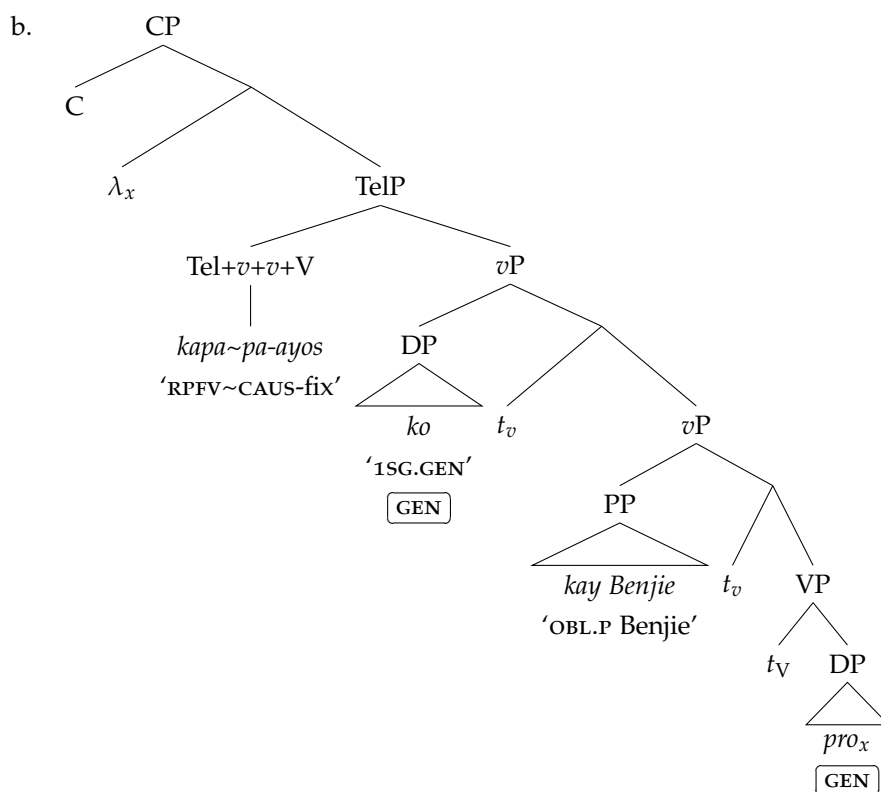 b.
CP
C
λx
TelP
Tel+v+v+V
vP
kapa~pa-ayos
DP
‘RPFV~CAUS-fix’
ko
tv
vP
‘1SG.GEN’
GEN
PP
kay Benjie
tv
VP
‘OBL.P Benjie’
tV
DP
prox
GEN